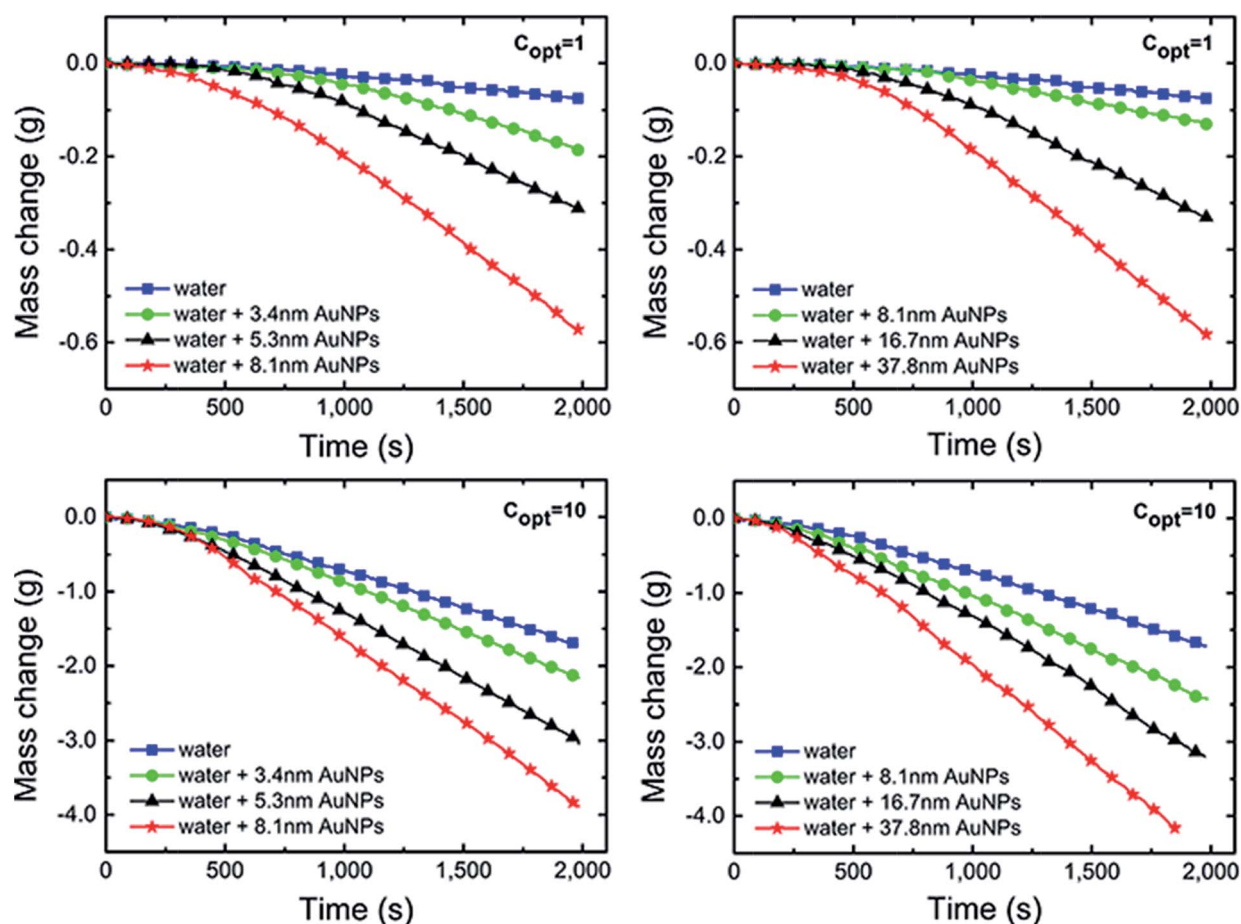 C_opt=1
0.0
-0.2
-0.4
-0.6
Mass change (g)
water
water + 3.4nm AuNPs
water + 5.3nm AuNPs
water + 8.1nm AuNPs
0 500 1,000 1,500 2,000
Time (s)
C_opt=1
0.0
-0.2
-0.4
-0.6
Mass change (g)
water
water + 8.1nm AuNPs
water + 16.7nm AuNPs
water + 37.8nm AuNPs
0 500 1,000 1,500 2,000
Time (s)
C_opt=10
0.0
-1.0
-2.0
-3.0
-4.0
Mass change (g)
water
water + 3.4nm AuNPs
water + 5.3nm AuNPs
water + 8.1nm AuNPs
0 500 1,000 1,500 2,000
Time (s)
C_opt=10
0.0
-1.0
-2.0
-3.0
-4.0
Mass change (g)
water
water + 8.1nm AuNPs
water + 16.7nm AuNPs
water + 37.8nm AuNPs
0 500 1,000 1,500 2,000
Time (s)